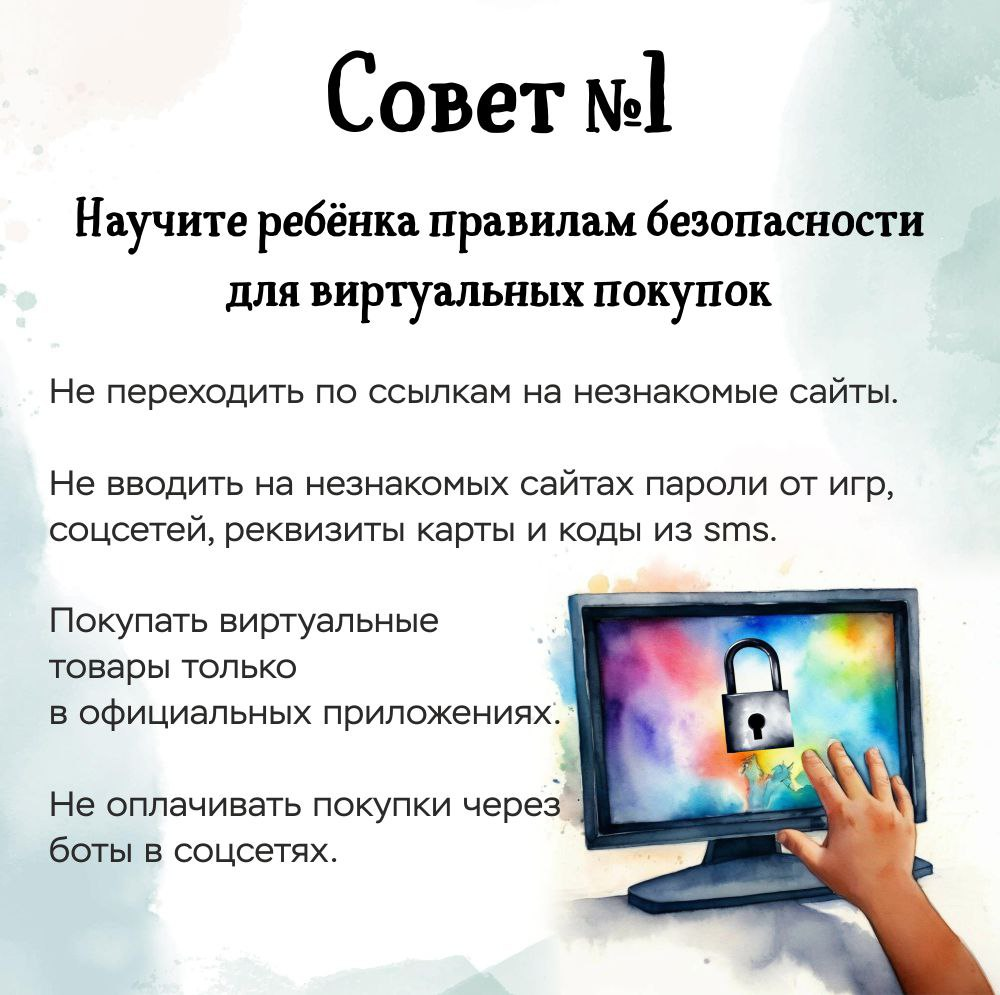 Совет №1
Научите ребёнка правилам безопасности
для виртуальных покупок
Не переходить по ссылкам на незнакомые сайты.
Не вводить на незнакомых сайтах пароли от игр,
соцсетей, реквизиты карты и коды из sms.
Покупать виртуальные
товары только
в официальных приложениях.
Не оплачивать покупки через
боты в соцсетях.